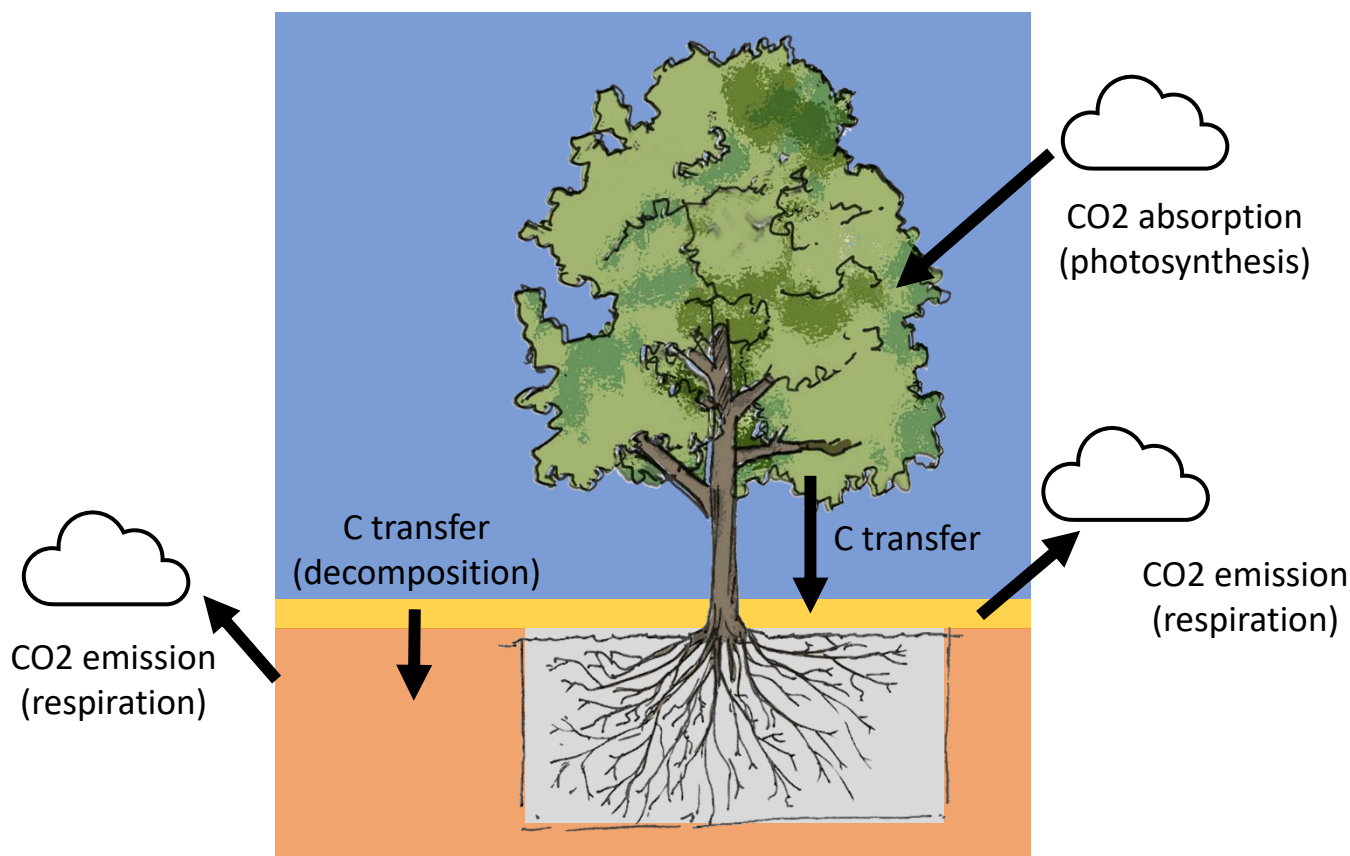 CO2 absorption
(photosynthesis)
C transfer
(decomposition)
C transfer
CO2 emission
(respiration)
CO2 emission
(respiration)